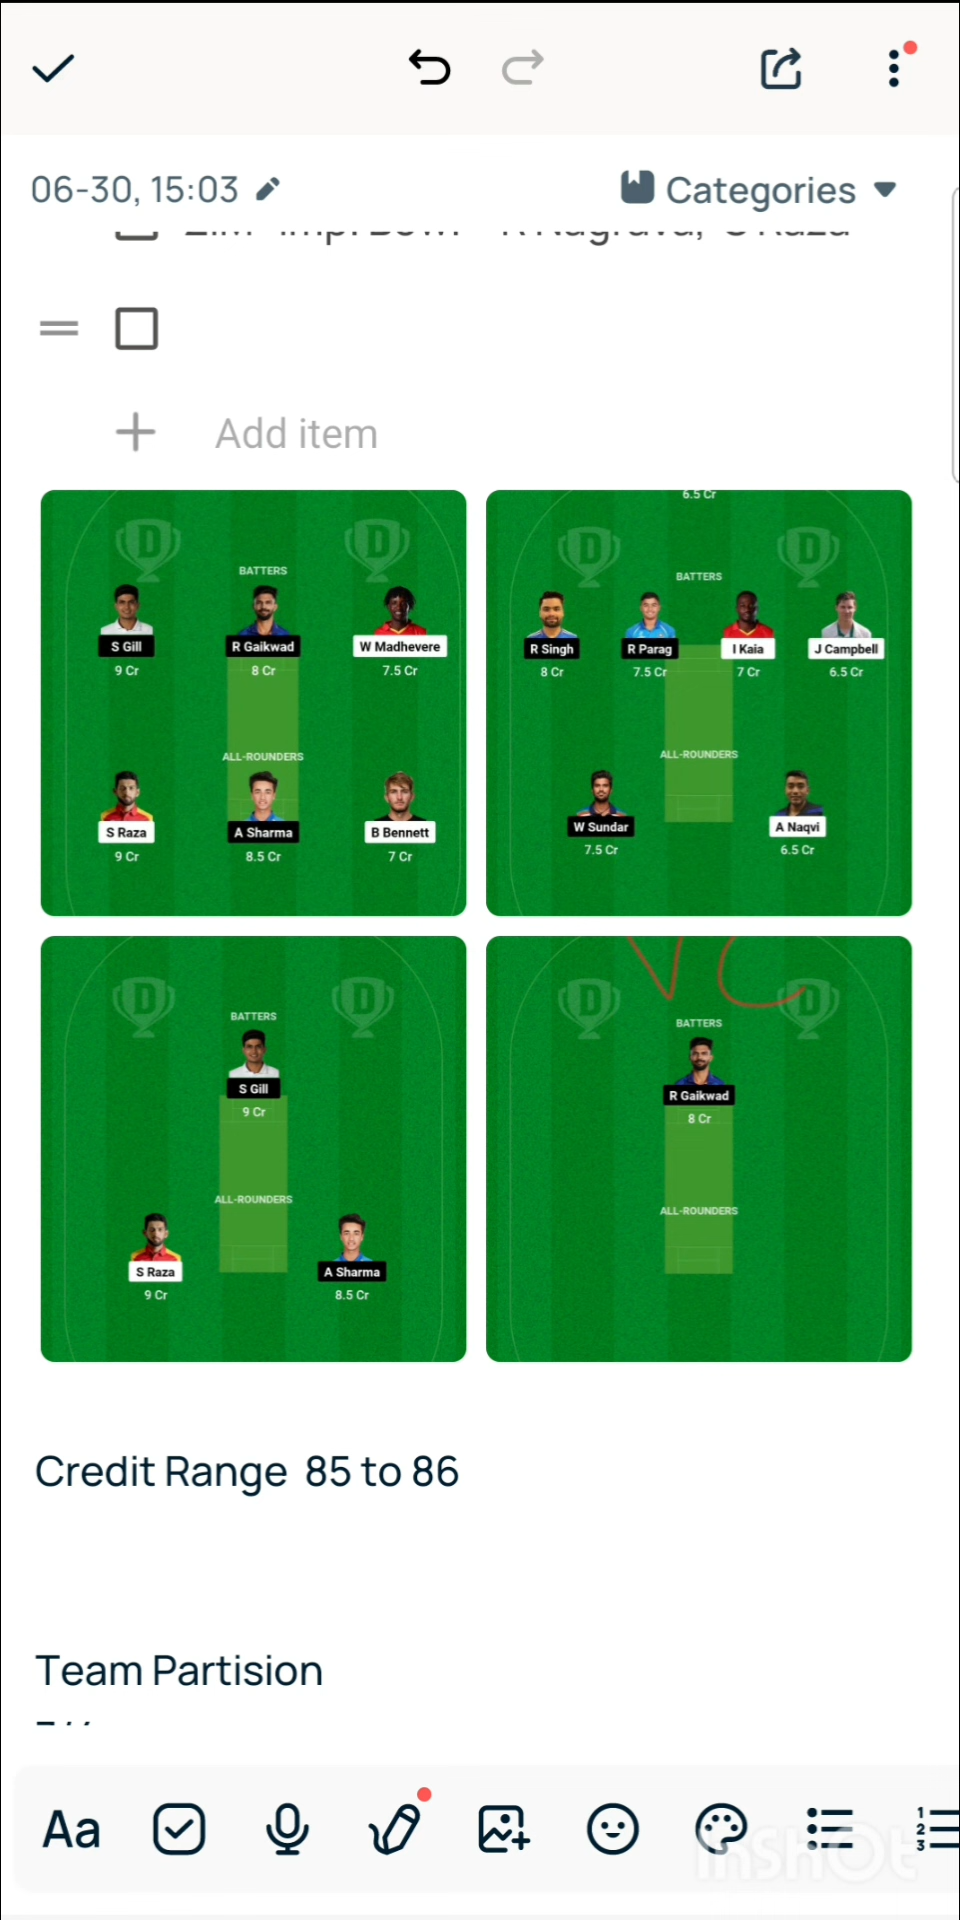 06-30, 15:03 Categories
Add item
BATTERS
S Gill R Gaikwad W Madhevere
9 Cr 8 Cr 7.5 Cr
ALL-ROUNDERS
S Raza A Sharma B Bennett
9 Cr 8.5 Cr 7 Cr
6.5 Cr
BATTERS
R Singh R Parag I Kaia J Campbell
8 Cr 7.5 Cr 7 Cr 6.5 Cr
ALL-ROUNDERS
W Sundar A Naqvi
7.5 Cr 6.5 Cr
BATTERS
S Gill
9 Cr
ALL-ROUNDERS
S Raza A Sharma
9 Cr 8.5 Cr
VC
BATTERS
R Gaikwad
8 Cr
ALL-ROUNDERS
Credit Range 85 to 86
Team Partision
Aa
InShOt